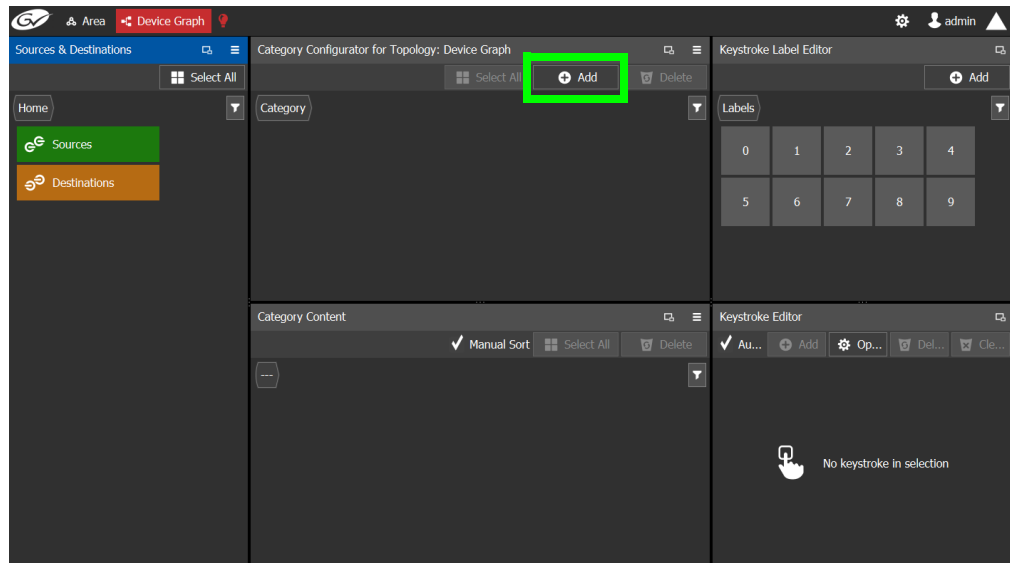 GV Area Device Graph admin
Sources & Destinations
Select All
Home
Sources
Destinations
Category Configurator for Topology: Device Graph
Select All Add Delete
Category
Category Content
Manual Sort Select All Delete
---
Keystroke Label Editor
Add
Labels
0 1 2 3 4
5 6 7 8 9
Keystroke Editor
Au... Add Op... Del... Cle...
No keystroke in selection